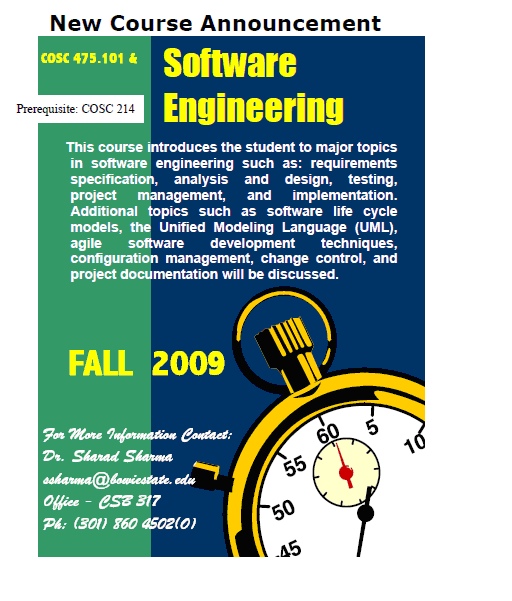 New Course Announcement
COSC 475.101 &
Software
Engineering
Prerequisite: COSC 214
This course introduces the student to major topics
in software engineering such as: requirements
specification, analysis and design, testing,
project management, and implementation.
Additional topics such as software life cycle
models, the Unified Modeling Language (UML),
agile software development techniques,
configuration management, change control, and
project documentation will be discussed.
FALL 2009
For More Information Contact:
Dr. Sharad Sharma
ssharma@bowiestate.edu
Office - CSB 317
Ph: (301) 860 4502(O)
60
5
10
55
50
45